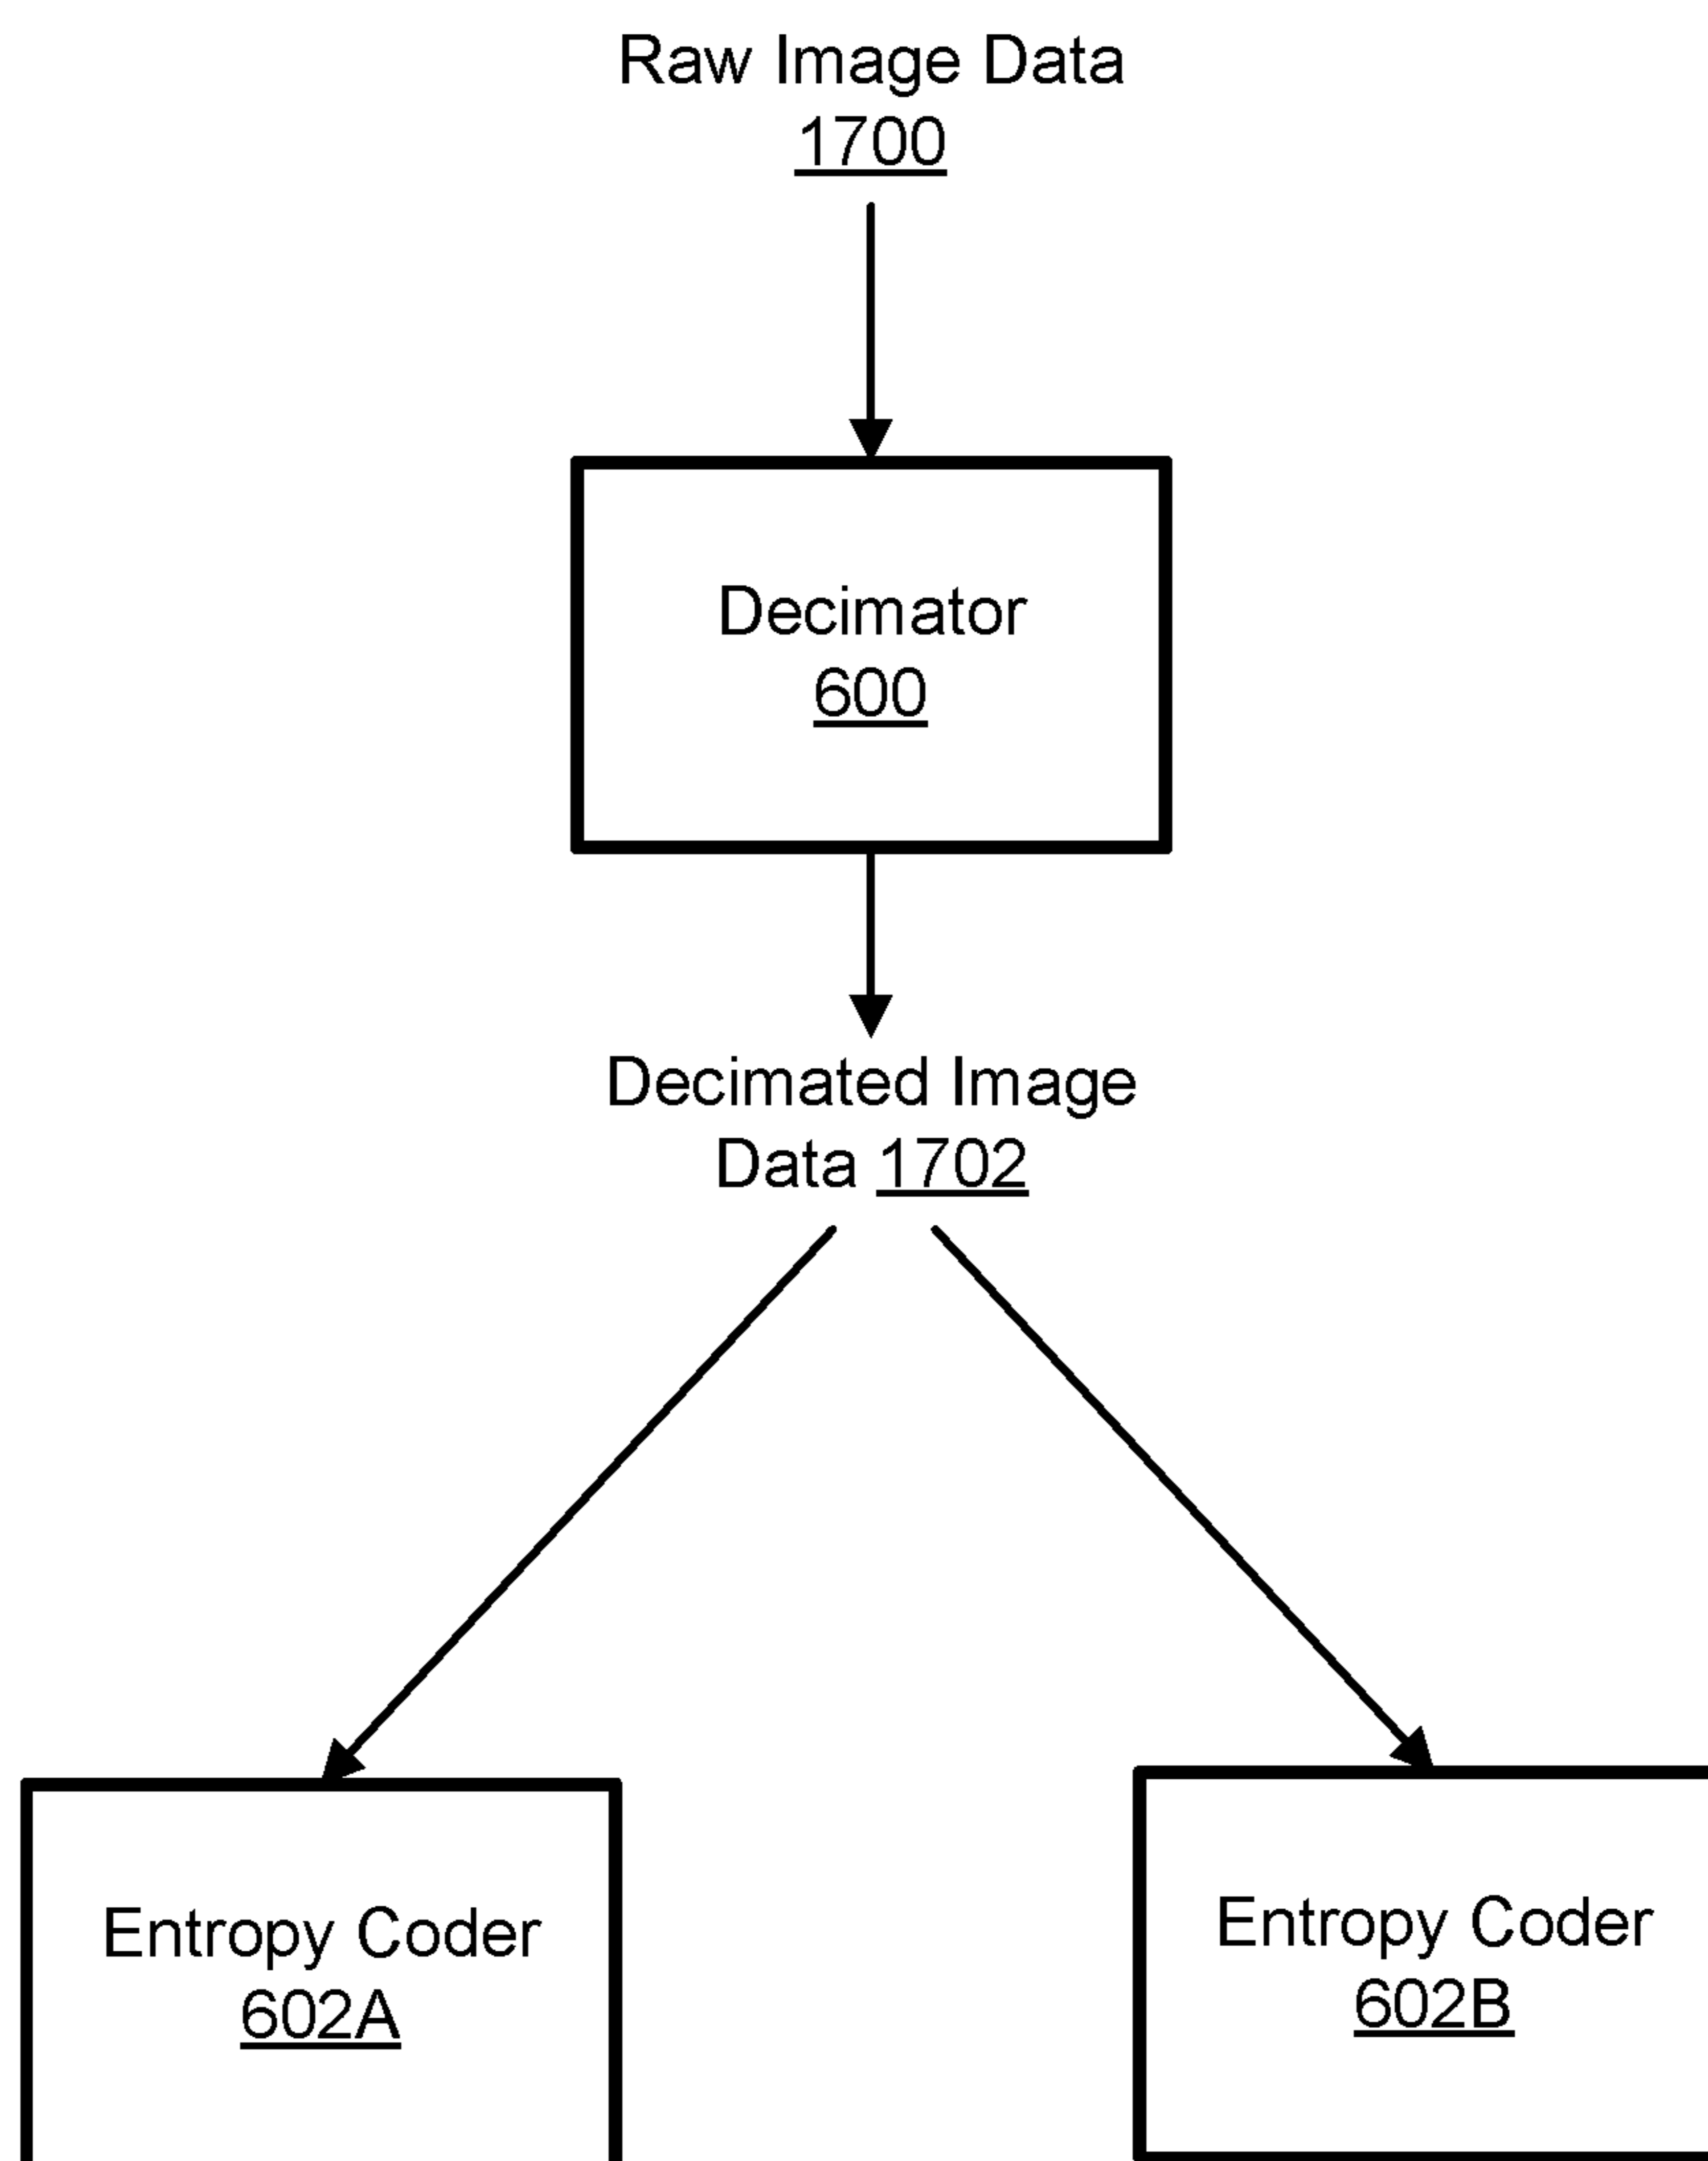 Raw Image Data
1700
Decimator
600
Decimated Image
Data 1702
Entropy Coder
602A
Entropy Coder
602B